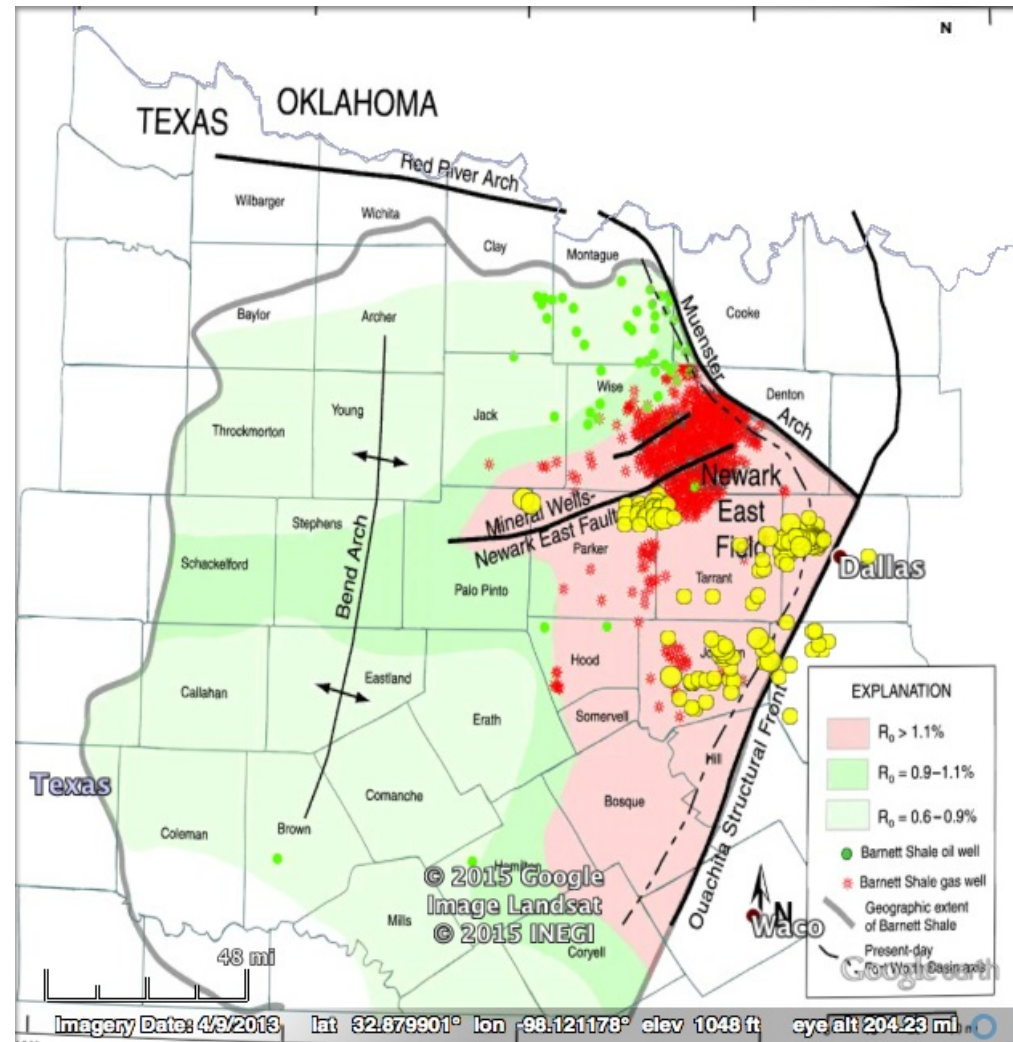 N
OKLAHOMA
TEXAS
Red River Arch
Wilbarger
Wichita
Clay
Montague
Baylor
Archer
Muenster
Cooke
Young
Jack
Wise
Denton
Arch
Throckmorton
Newark
East
Field
Mineral Wells-
Newark East Fault
Stephens
Schackelford
Bend Arch
Palo Pinto
Parker
Tarrant
Dallas
Hood
Eastland
Callahan
Erath
Somervell
Ouachita Structural Front
Hill
Texas
Comanche
Bosque
Coleman
Brown
Hamilton
© 2015 Google
Image Landsat
© 2015 INEGI
Mills
Coryell
EXPLANATION
R₀ > 1.1%
R₀ = 0.9–1.1%
R₀ = 0.6–0.9%
Barnett Shale oil well
Barnett Shale gas well
Geographic extent
of Barnett Shale
Present-day
Fort Worth Basin axis
N
Waco
Google earth
48 mi
Imagery Date: 4/9/2013 lat 32.879901° lon -98.121178° elev 1048 ft eye alt 204.23 mi